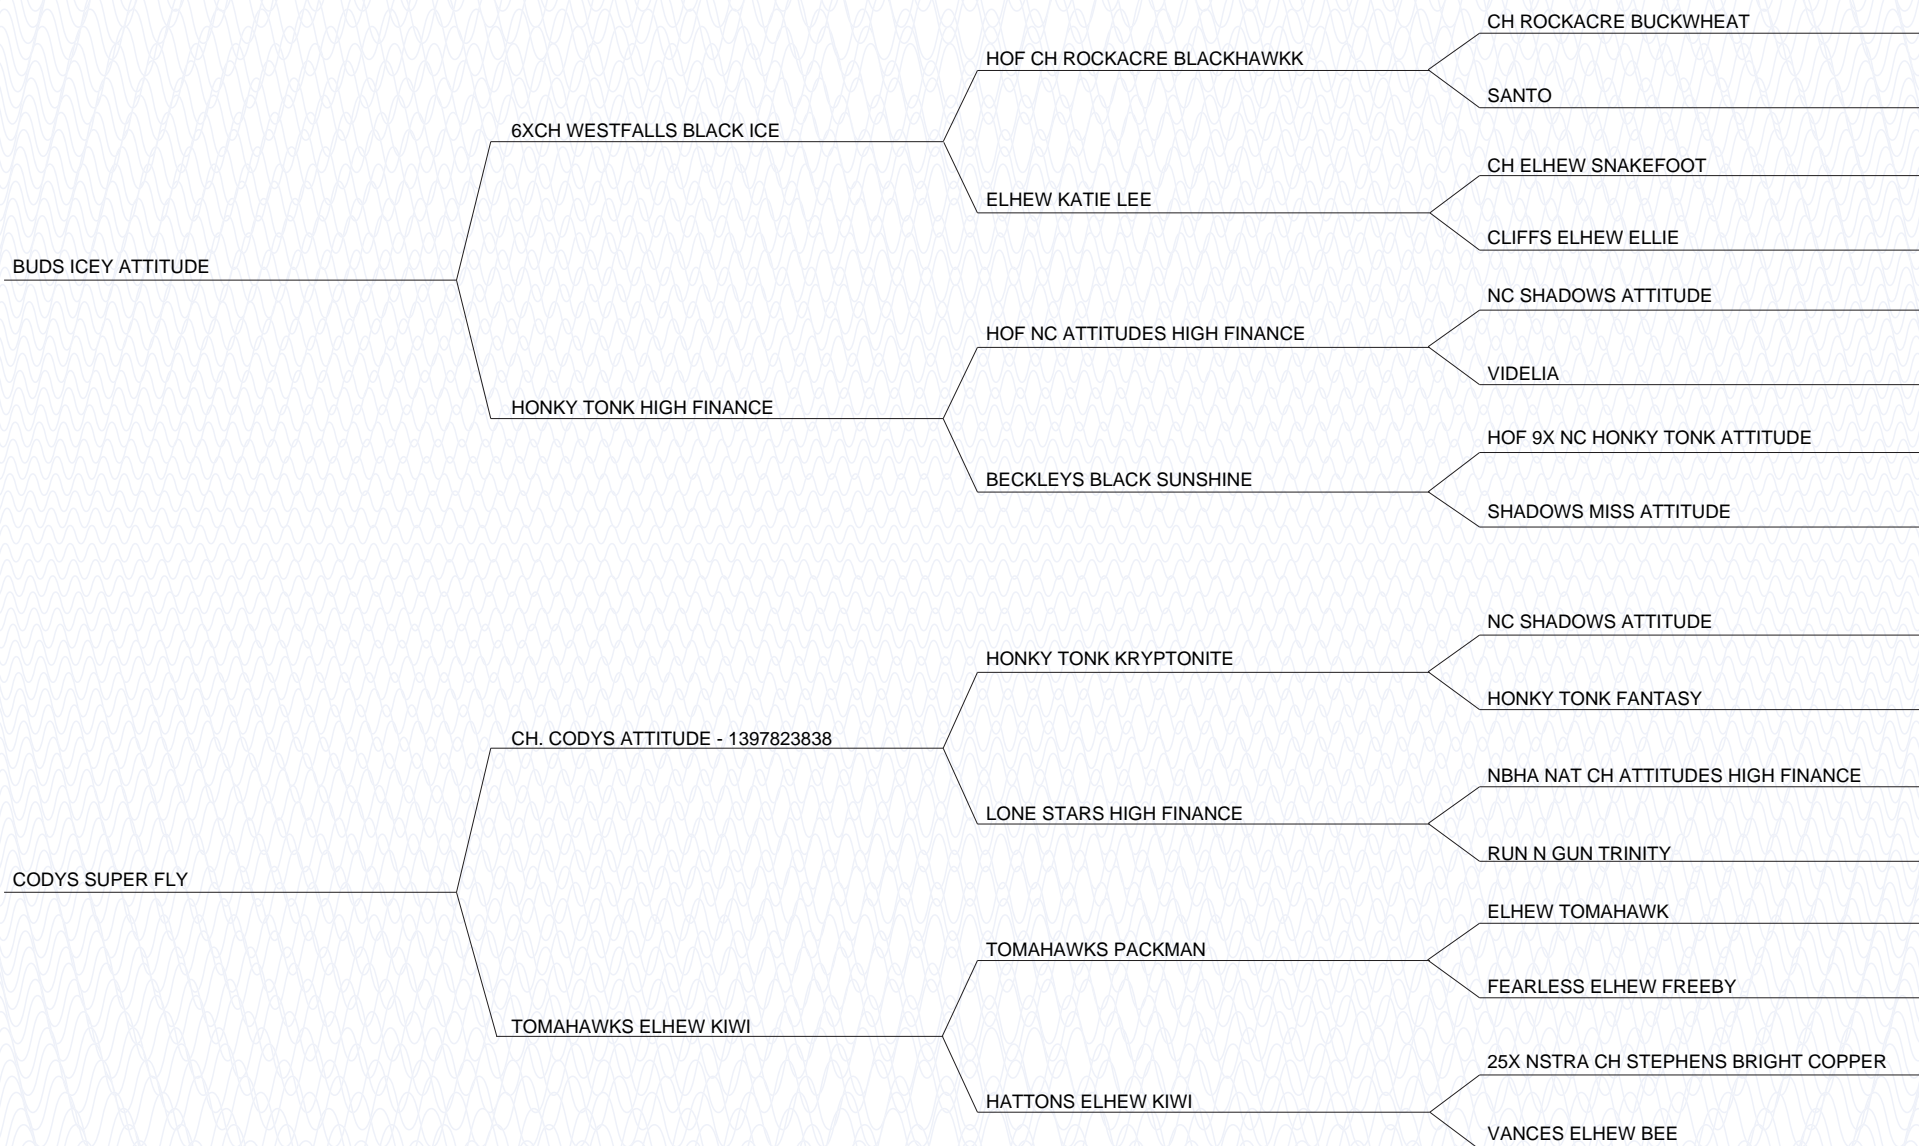 CH ROCKACRE BUCKWHEAT
HOF CH ROCKACRE BLACKHAWKK
SANTO
6XCH WESTFALLS BLACK ICE
CH ELHEW SNAKEFOOT
ELHEW KATIE LEE
CLIFFS ELHEW ELLIE
BUDS ICEY ATTITUDE
NC SHADOWS ATTITUDE
HOF NC ATTITUDES HIGH FINANCE
VIDELIA
HONKY TONK HIGH FINANCE
HOF 9X NC HONKY TONK ATTITUDE
BECKLEYS BLACK SUNSHINE
SHADOWS MISS ATTITUDE
NC SHADOWS ATTITUDE
HONKY TONK KRYPTONITE
HONKY TONK FANTASY
CH. CODYS ATTITUDE - 1397823838
NBHA NAT CH ATTITUDES HIGH FINANCE
LONE STARS HIGH FINANCE
RUN N GUN TRINITY
CODYS SUPER FLY
ELHEW TOMAHAWK
TOMAHAWKS PACKMAN
FEARLESS ELHEW FREEBY
TOMAHAWKS ELHEW KIWI
25X NSTRA CH STEPHENS BRIGHT COPPER
HATTONS ELHEW KIWI
VANCES ELHEW BEE